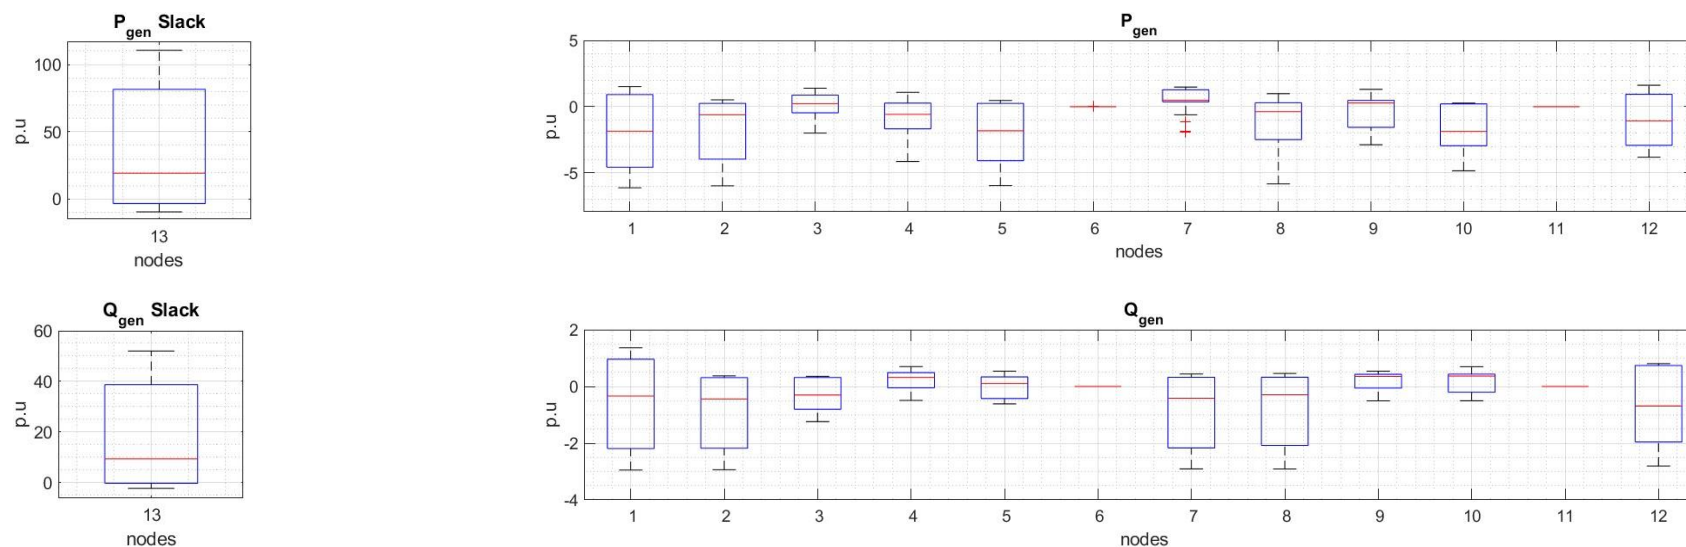 P_gen Slack
100
50
0
p.u
13
nodes
P_gen
5
0
-5
p.u
1 2 3 4 5 6 7 8 9 10 11 12
nodes
Q_gen Slack
60
40
20
0
p.u
13
nodes
Q_gen
2
0
-2
-4
p.u
1 2 3 4 5 6 7 8 9 10 11 12
nodes